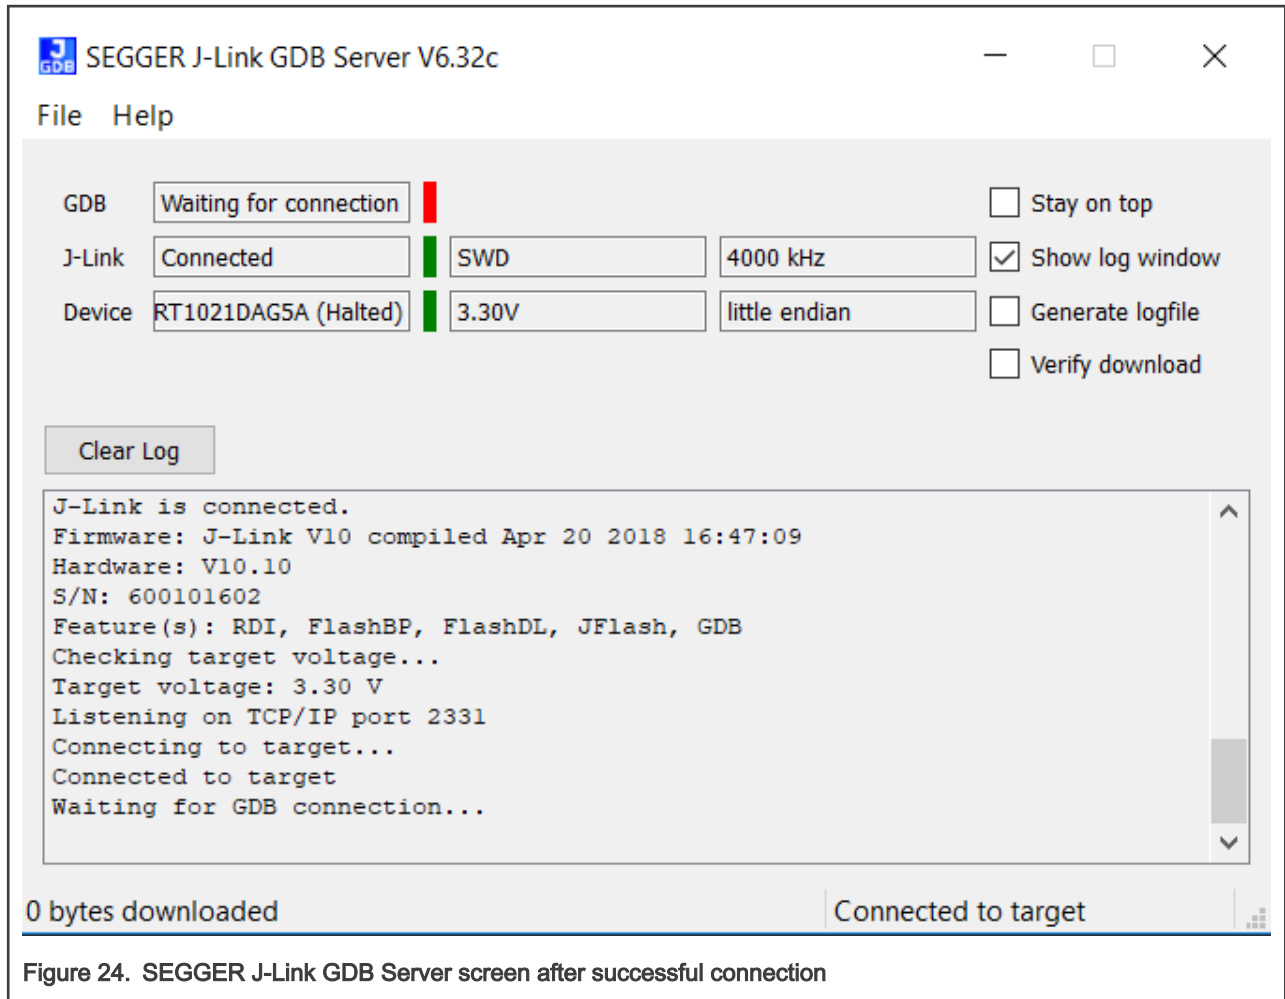 J GDB SEGGER J-Link GDB Server V6.32c
File Help
GDB Waiting for connection Stay on top
J-Link Connected SWD 4000 kHz Show log window
Device RT1021DAG5A (Halted) 3.30V little endian Generate logfile
Verify download
Clear Log
J-Link is connected.
Firmware: J-Link V10 compiled Apr 20 2018 16:47:09
Hardware: V10.10
S/N: 600101602
Feature(s): RDI, FlashBP, FlashDL, JFlash, GDB
Checking target voltage...
Target voltage: 3.30 V
Listening on TCP/IP port 2331
Connecting to target...
Connected to target
Waiting for GDB connection...
0 bytes downloaded Connected to target
Figure 24. SEGGER J-Link GDB Server screen after successful connection